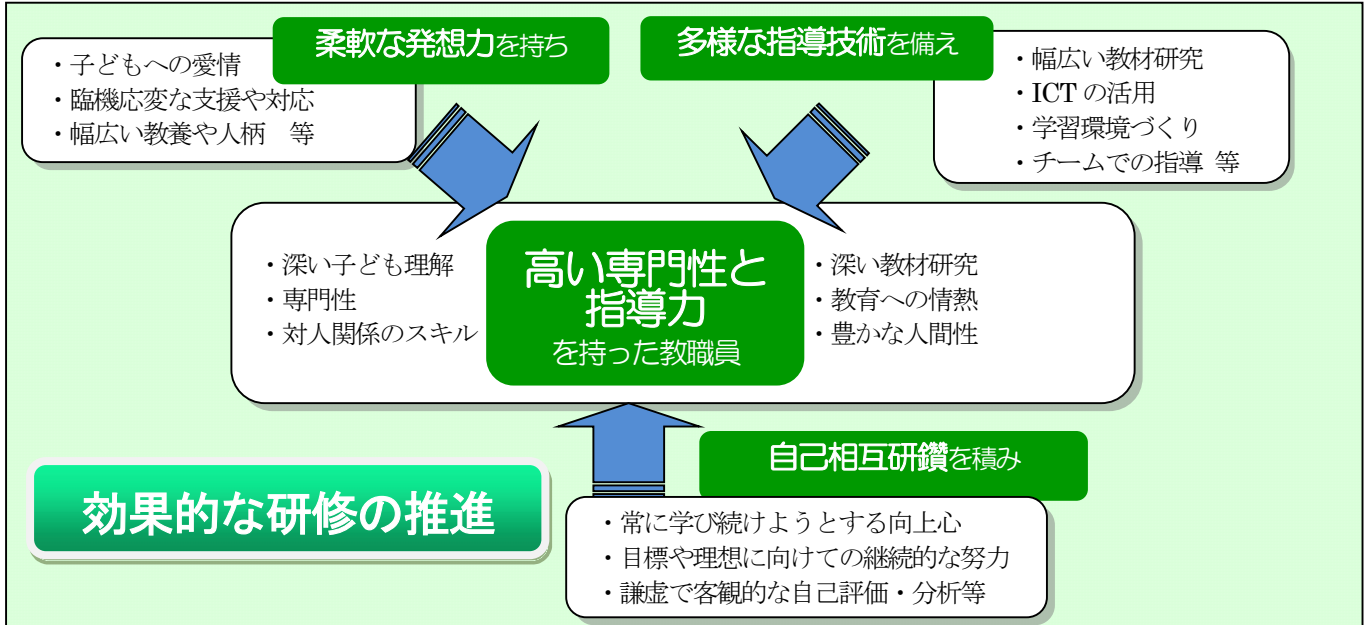 柔軟な発想力を持ち
・子どもへの愛情
・臨機応変な支援や対応
・幅広い教養や人柄　等
多様な指導技術を備え
・幅広い教材研究
・ICT の活用
・学習環境づくり
・チームでの指導 等
・深い子ども理解
・専門性
・対人関係のスキル
高い専門性と
指導力
を持った教職員
・深い教材研究
・教育への情熱
・豊かな人間性
自己相互研鑽を積み
効果的な研修の推進
・常に学び続けようとする向上心
・目標や理想に向けての継続的な努力
・謙虚で客観的な自己評価・分析等